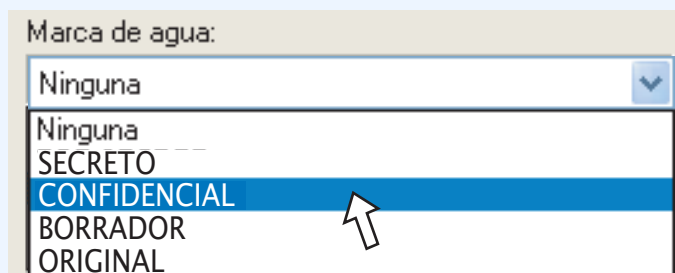 Marca de agua:
Ninguna
Ninguna
SECRETO
CONFIDENCIAL
BORRADOR
ORIGINAL